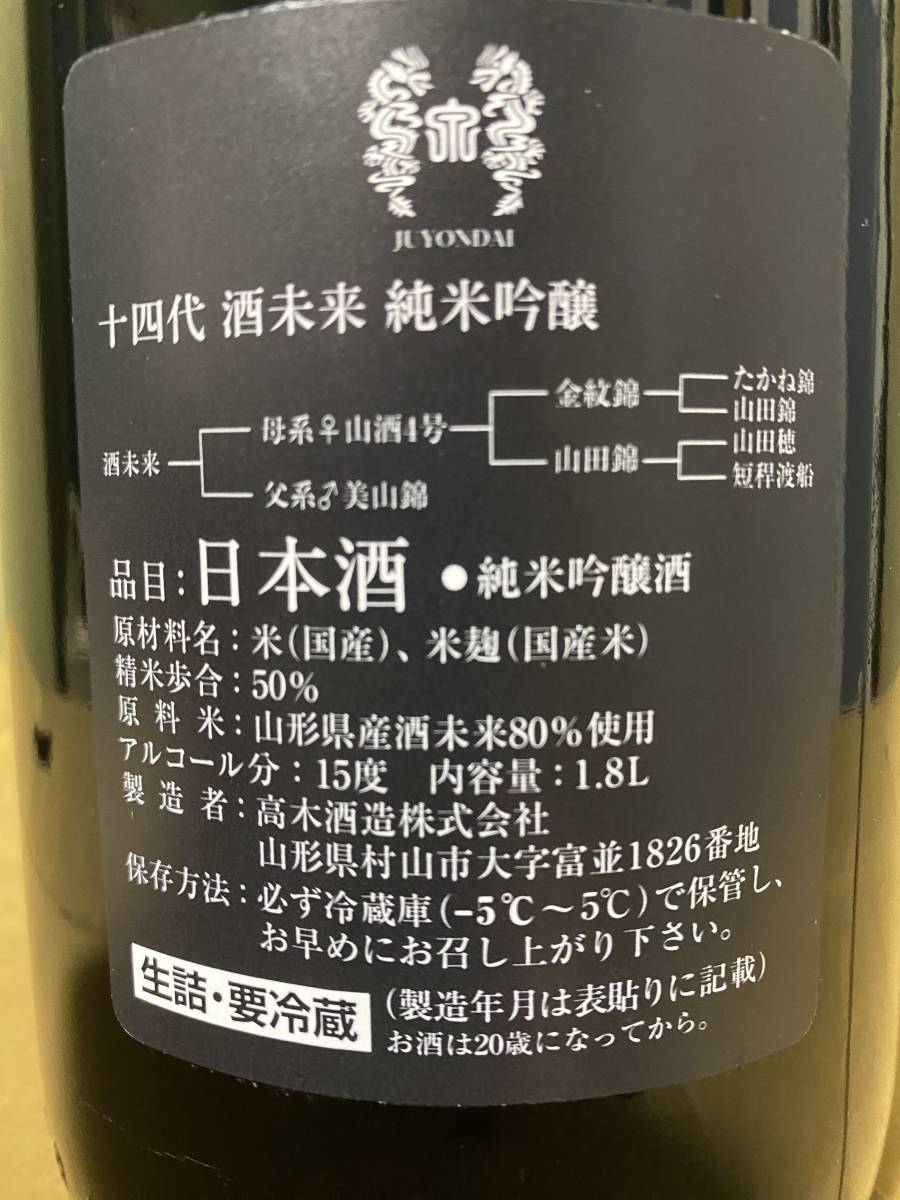 JUYONDAI
十四代 酒未来 純米吟醸
たかね錦
金紋錦
山田錦
母系♀山酒4号
山田穂
酒未来
山田錦
短稈渡船
父系♂美山錦
品目:日本酒 ●純米吟醸酒
原材料名:米(国産)、米麹(国産米)
精米歩合:50%
原料米:山形県産酒未来80%使用
アルコール分:15度 内容量:1.8L
製造者:高木酒造株式会社
山形県村山市大字富並1826番地
保存方法:必ず冷蔵庫(-5℃~5℃)で保管し、
お早めにお召し上がり下さい。
生詰・要冷蔵
(製造年月は表貼りに記載)
お酒は20歳になってから。